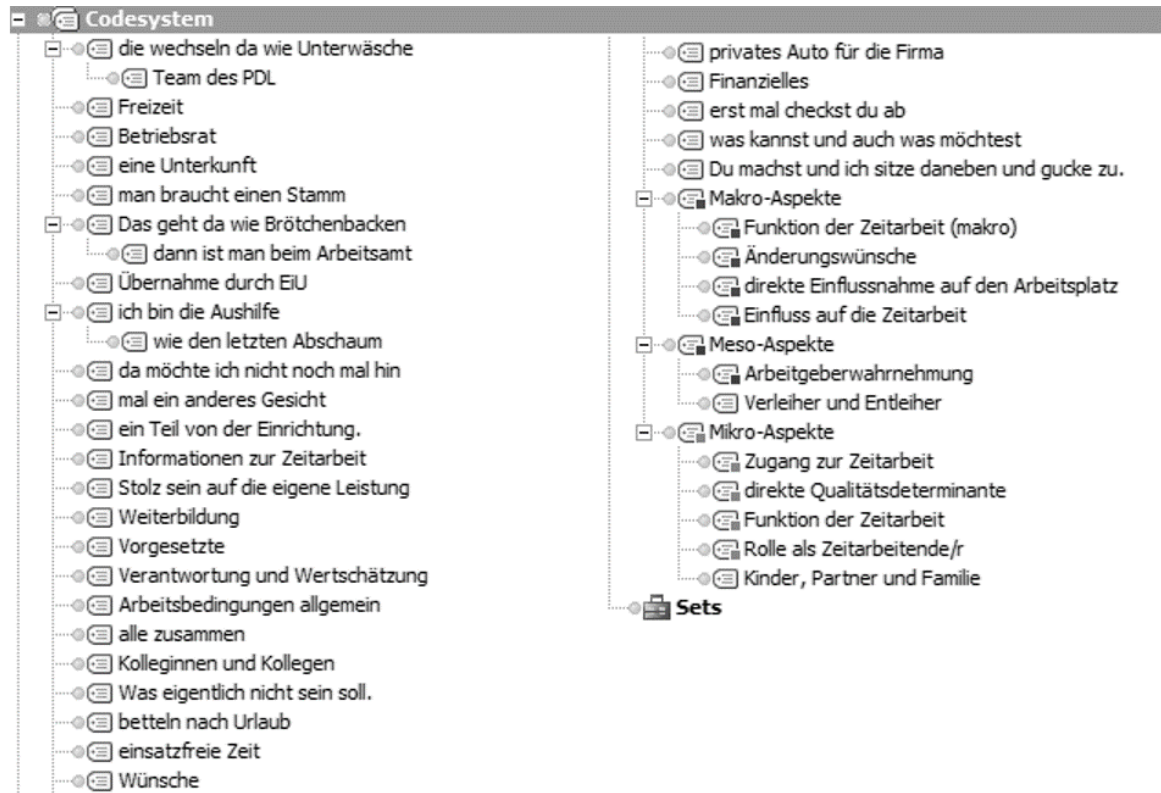 Codesystem
die wechseln da wie Unterwäsche
Team des PDL
Freizeit
Betriebsrat
eine Unterkunft
man braucht einen Stamm
Das geht da wie Brötchenbacken
dann ist man beim Arbeitsamt
Übernahme durch EiU
ich bin die Aushilfe
wie den letzten Abschaum
da möchte ich nicht noch mal hin
mal ein anderes Gesicht
ein Teil von der Einrichtung.
Informationen zur Zeitarbeit
Stolz sein auf die eigene Leistung
Weiterbildung
Vorgesetzte
Verantwortung und Wertschätzung
Arbeitsbedingungen allgemein
alle zusammen
Kolleginnen und Kollegen
Was eigentlich nicht sein soll.
betteln nach Urlaub
einsatzfreie Zeit
Wünsche
privates Auto für die Firma
Finanzielles
erst mal checkst du ab
was kannst und auch was möchtest
Du machst und ich sitze daneben und gucke zu.
Makro-Aspekte
Funktion der Zeitarbeit (makro)
Änderungswünsche
direkte Einflussnahme auf den Arbeitsplatz
Einfluss auf die Zeitarbeit
Meso-Aspekte
Arbeitgeberwahrnehmung
Verleiher und Entleiher
Mikro-Aspekte
Zugang zur Zeitarbeit
direkte Qualitätsdeterminante
Funktion der Zeitarbeit
Rolle als Zeitarbeitende/r
Kinder, Partner und Familie
Sets